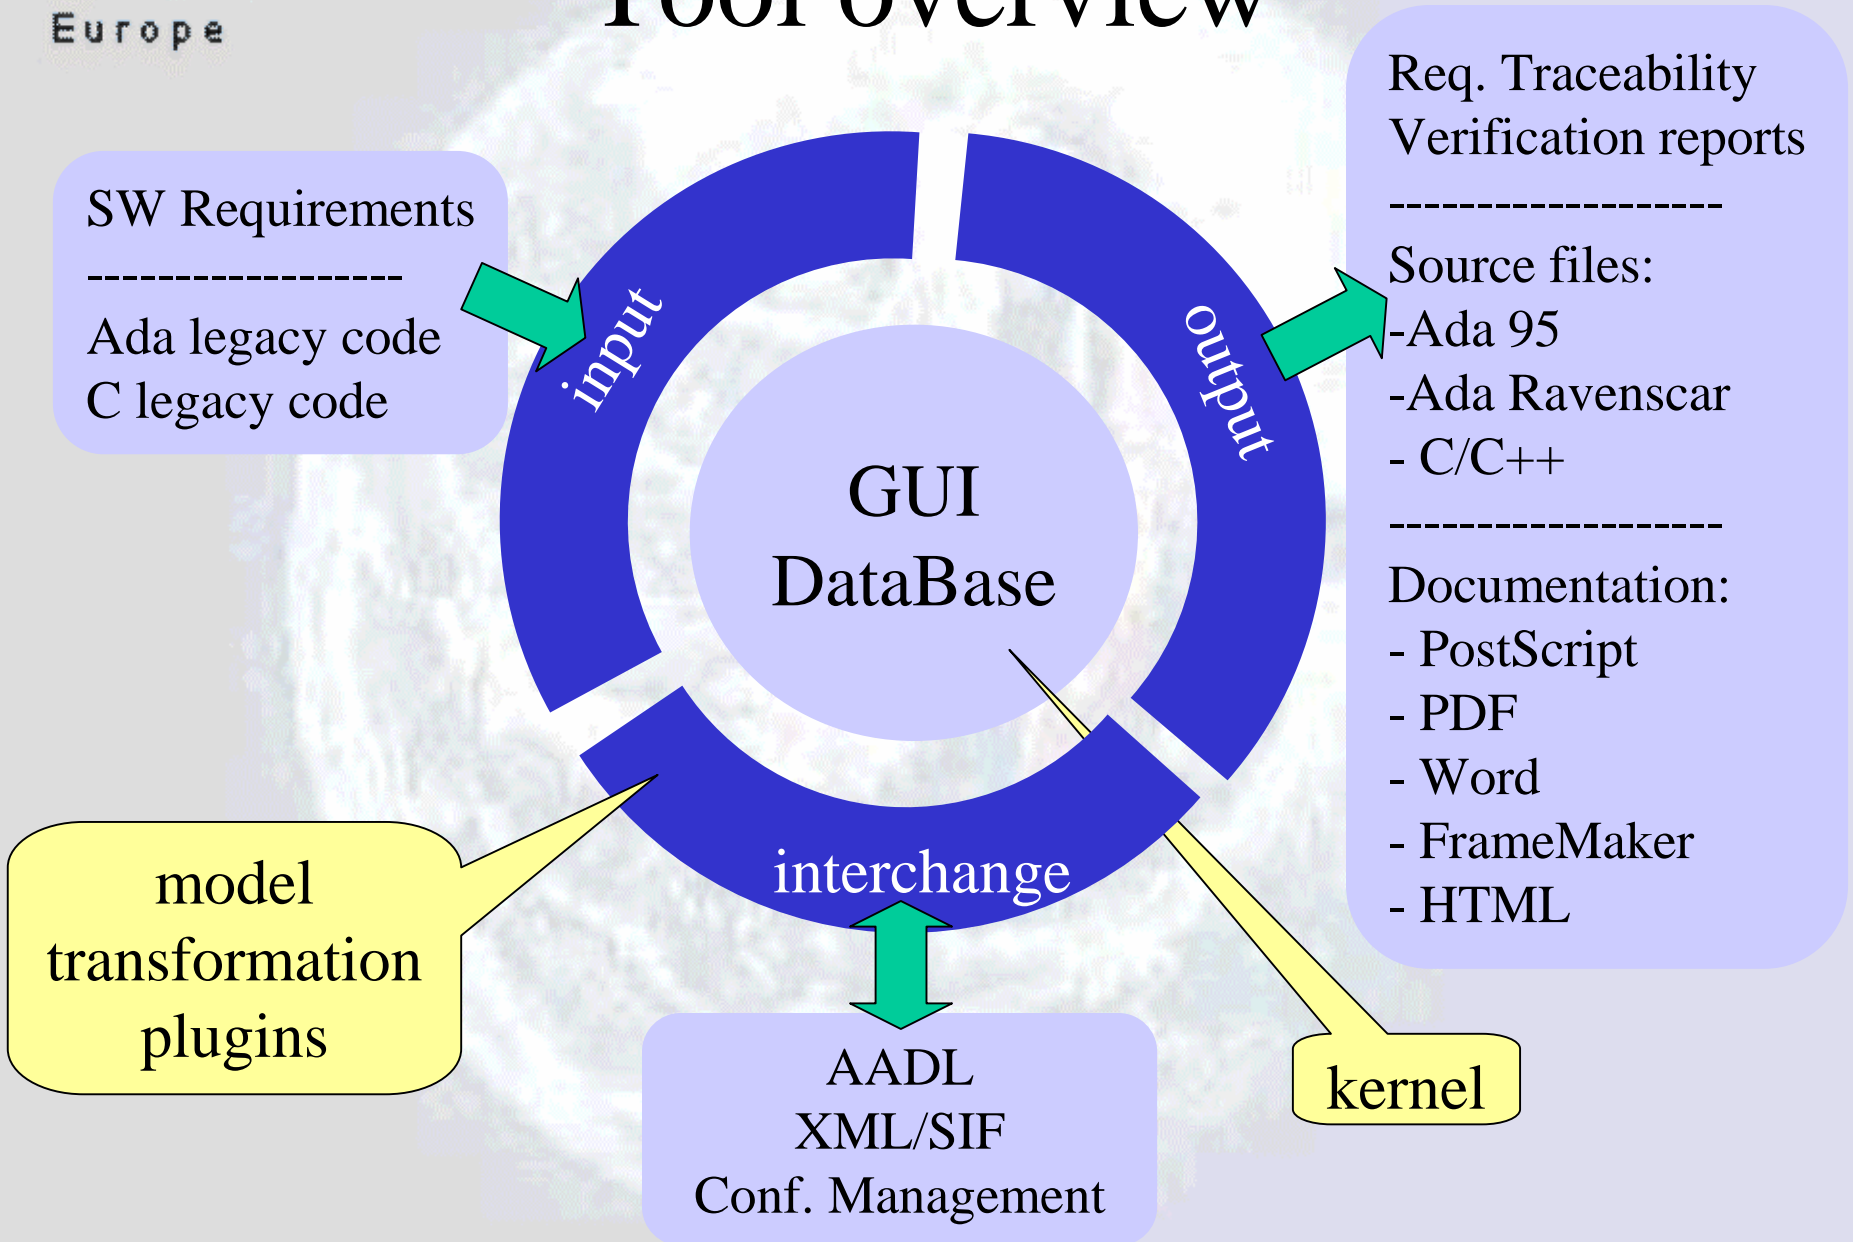 Tool overview
Europe
SW Requirements
------------------
Ada legacy code
C legacy code
input
output
GUI
DataBase
interchange
model
transformation
plugins
AADL
XML/SIF
Conf. Management
kernel
Req. Traceability
Verification reports
-------------------
Source files:
-Ada 95
-Ada Ravenscar
- C/C++
-------------------
Documentation:
- PostScript
- PDF
- Word
- FrameMaker
- HTML